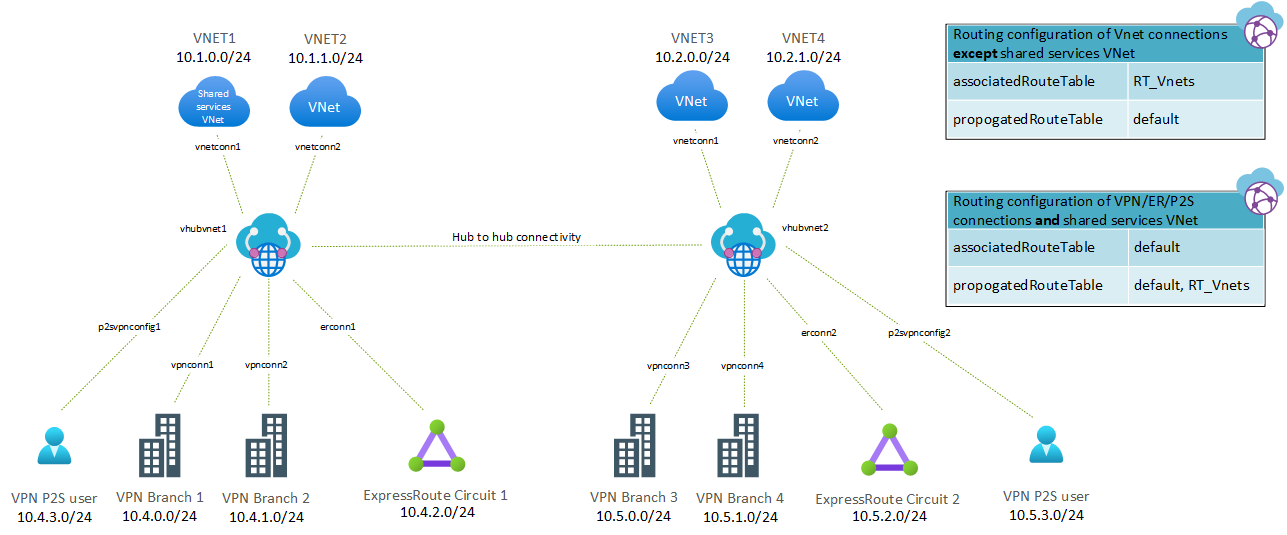 VNET1
10.1.0.0/24
VNET2
10.1.1.0/24
VNET3
10.2.0.0/24
VNET4
10.2.1.0/24
Shared
services
VNet
VNet
VNet
VNet
vnetconn1
vnetconn2
vnetconn1
vnetconn2
Routing configuration of Vnet connections
except shared services VNet
associatedRouteTable RT_Vnets
propogatedRouteTable default
Routing configuration of VPN/ER/P2S
connections and shared services VNet
associatedRouteTable default
propogatedRouteTable default, RT_Vnets
vhubvnet1
Hub to hub connectivity
vhubvnet2
p2svpnconfig1
vpnconn1
vpnconn2
erconn1
vpnconn3
vpnconn4
erconn2
p2svpnconfig2
VPN P2S user
10.4.3.0/24
VPN Branch 1
10.4.0.0/24
VPN Branch 2
10.4.1.0/24
ExpressRoute Circuit 1
10.4.2.0/24
VPN Branch 3
10.5.0.0/24
VPN Branch 4
10.5.1.0/24
ExpressRoute Circuit 2
10.5.2.0/24
VPN P2S user
10.5.3.0/24